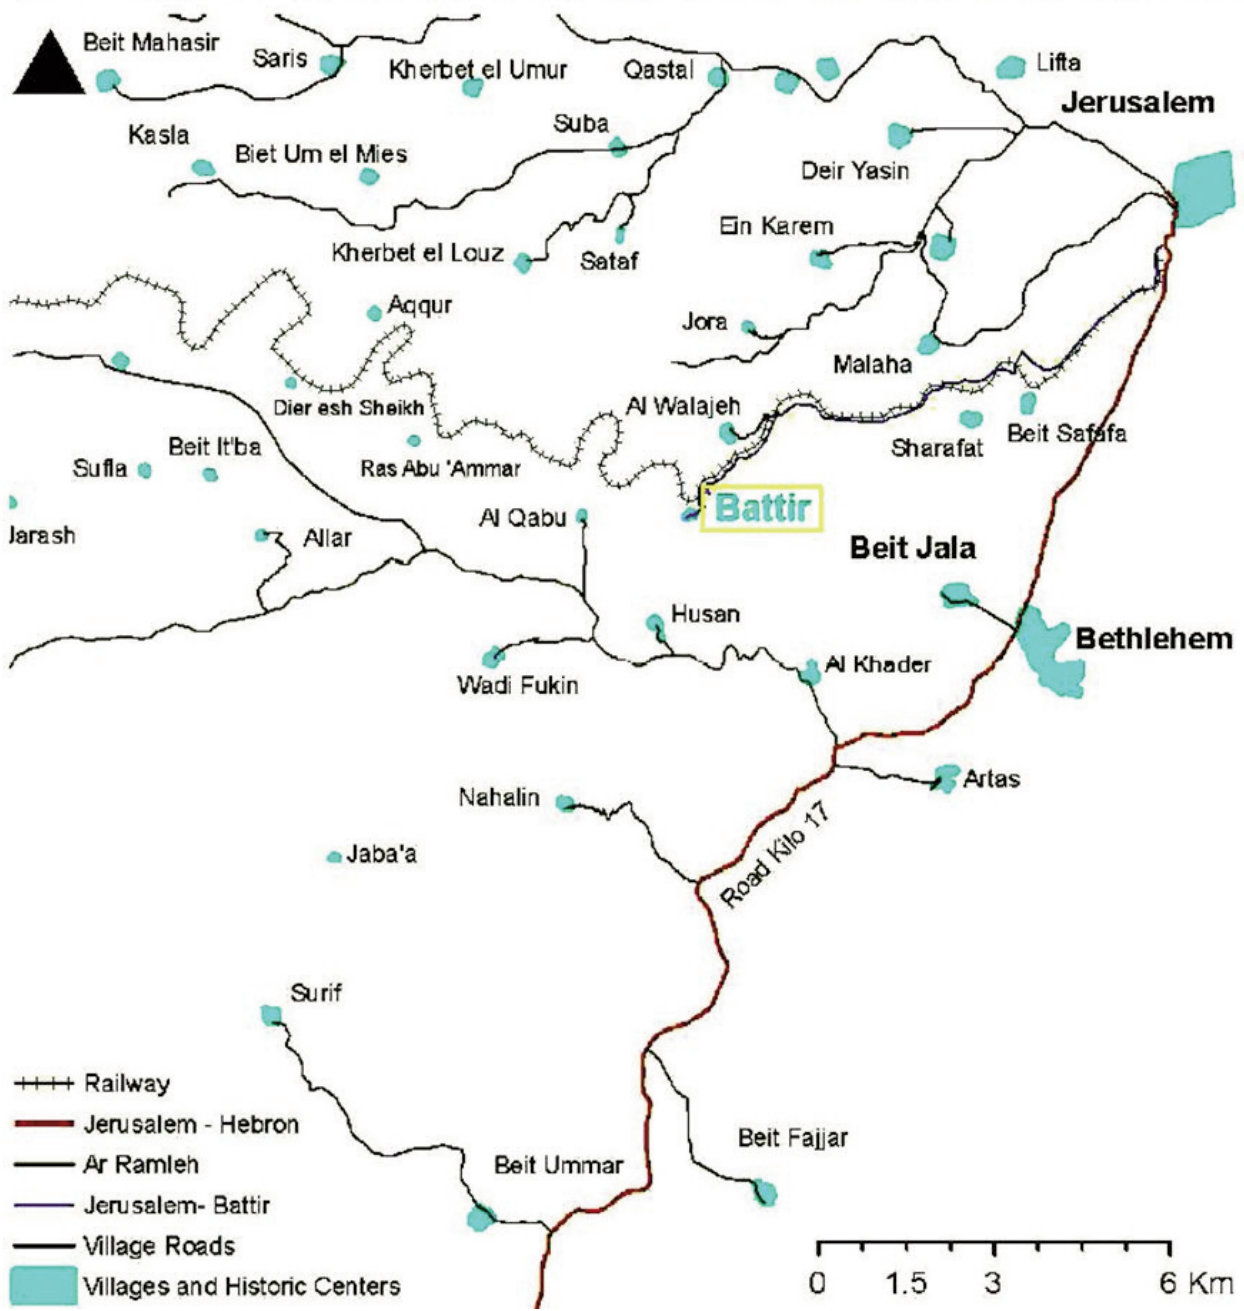 Beit Mahasir
Saris
Kherbet el Umur
Qastal
Lifta
Jerusalem
Kasla
Biet Um el Mies
Suba
Deir Yasin
Ein Karem
Kherbet el Louz
Sataf
Aqqur
Jora
Malaha
Dier esh Sheikh
Al Walajeh
Beit It'ba
Sufla
Ras Abu 'Ammar
Sharafat
Beit Safafa
Battir
Jarash
Allar
Al Qabu
Beit Jala
Husan
Bethlehem
Wadi Fukin
Al Khader
Nahalin
Artas
Road Kilo 17
Jaba'a
Surif
Beit Ummar
Beit Fajjar
Railway
Jerusalem - Hebron
Ar Ramleh
Jerusalem- Battir
Village Roads
Villages and Historic Centers
0 1.5 3 6 Km